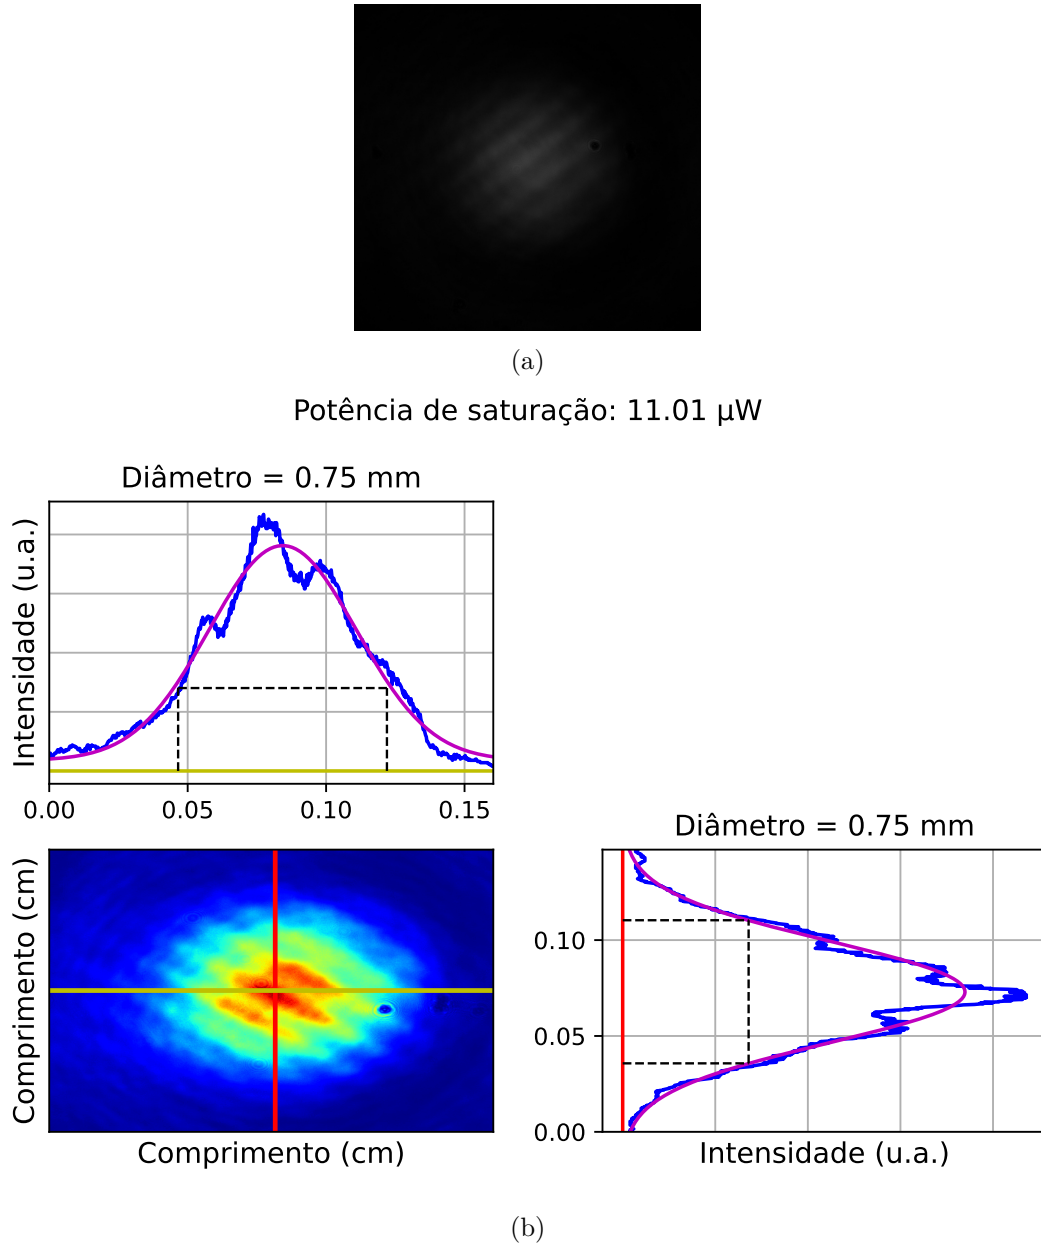 (a)
Potência de saturação: 11.01 µW
Diâmetro = 0.75 mm
Intensidade (u.a.)
0.00 0.05 0.10 0.15
Diâmetro = 0.75 mm
Comprimento (cm)
Comprimento (cm)
0.10
0.05
0.00
Intensidade (u.a.)
(b)